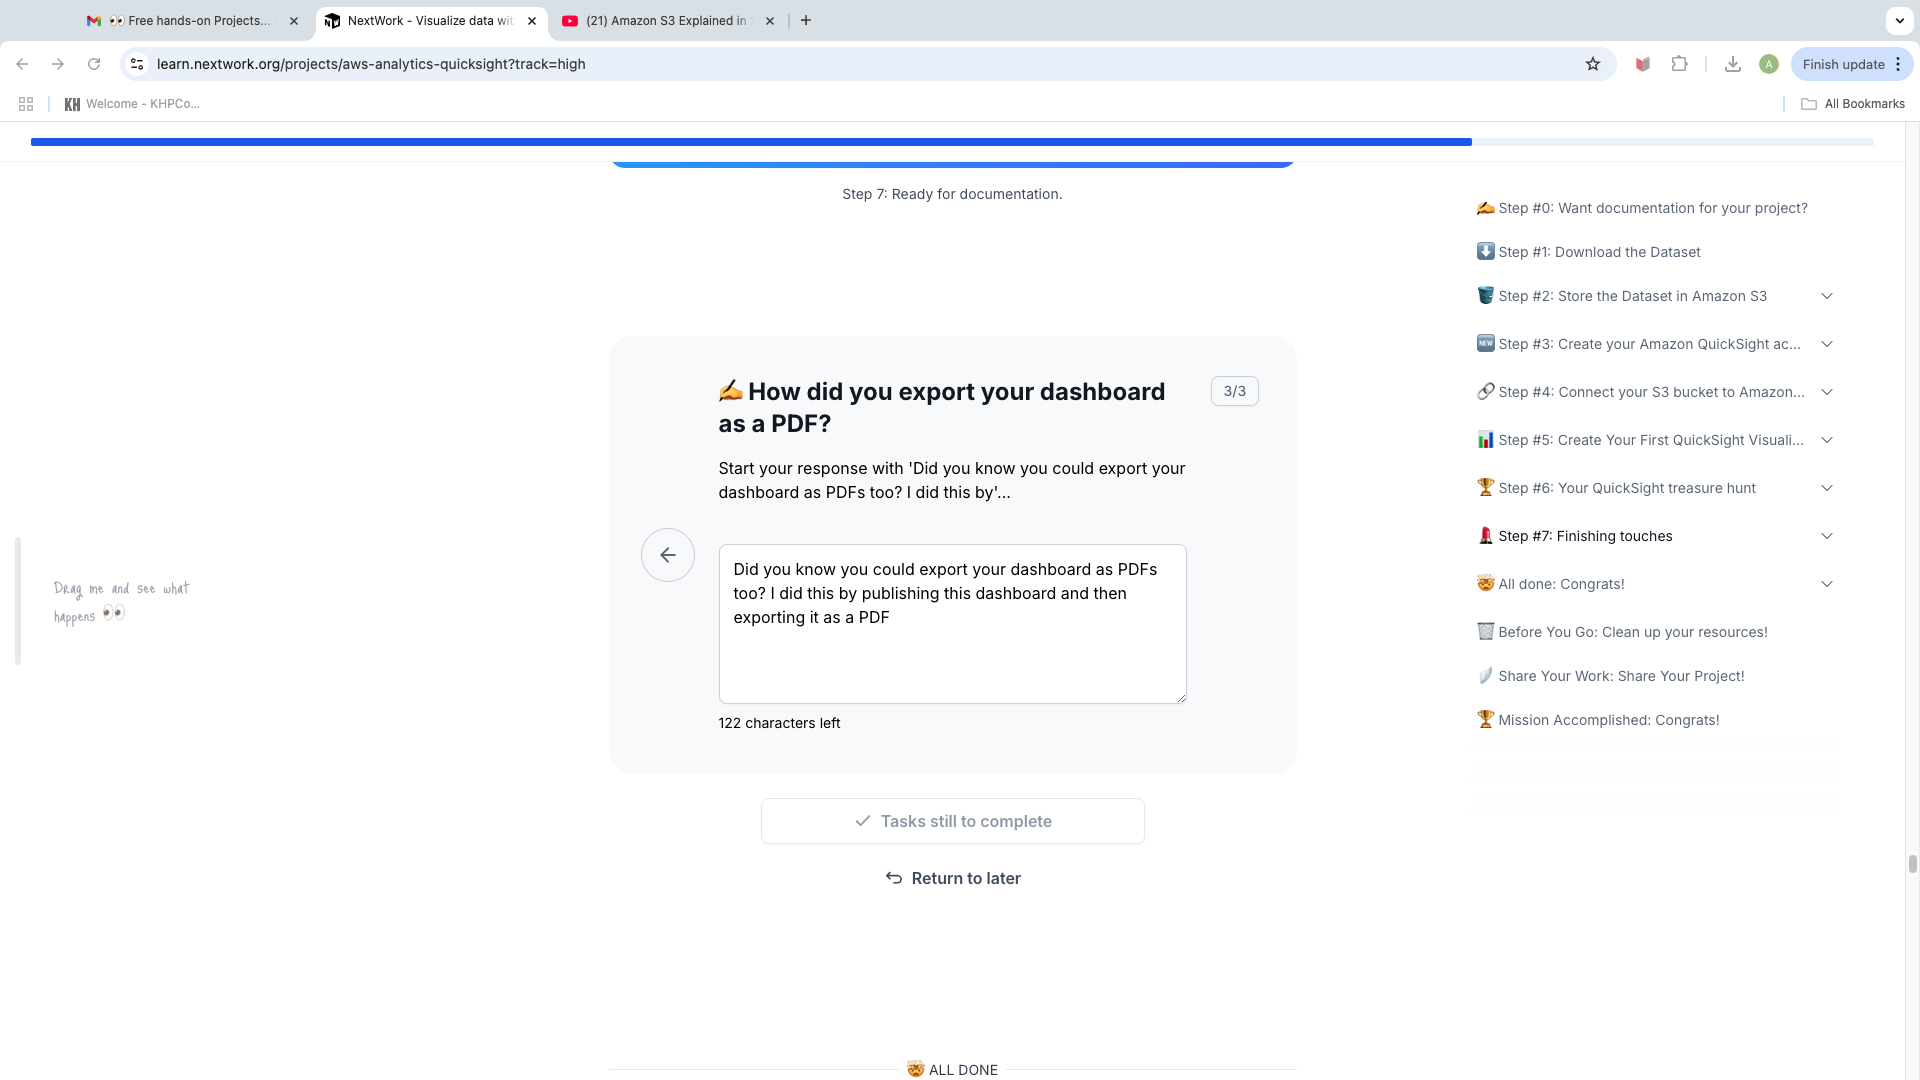 👀 Free hands-on Projects...
NextWork - Visualize data wit
(21) Amazon S3 Explained in
learn.nextwork.org/projects/aws-analytics-quicksight?track=high
A
Finish update
KH Welcome - KHPCo...
All Bookmarks
Step 7: Ready for documentation.
✍️ How did you export your dashboard
as a PDF?
3/3
Start your response with 'Did you know you could export your
dashboard as PDFs too? I did this by'...
Did you know you could export your dashboard as PDFs
too? I did this by publishing this dashboard and then
exporting it as a PDF
122 characters left
Tasks still to complete
Return to later
🤯 ALL DONE
Drag me and see what
happens 👀
✍️ Step #0: Want documentation for your project?
⬇️ Step #1: Download the Dataset
🪣 Step #2: Store the Dataset in Amazon S3
🆕 Step #3: Create your Amazon QuickSight ac...
🔗 Step #4: Connect your S3 bucket to Amazon...
📊 Step #5: Create Your First QuickSight Visuali...
🏆 Step #6: Your QuickSight treasure hunt
💄 Step #7: Finishing touches
🤯 All done: Congrats!
🗑️ Before You Go: Clean up your resources!
🪶 Share Your Work: Share Your Project!
🏆 Mission Accomplished: Congrats!